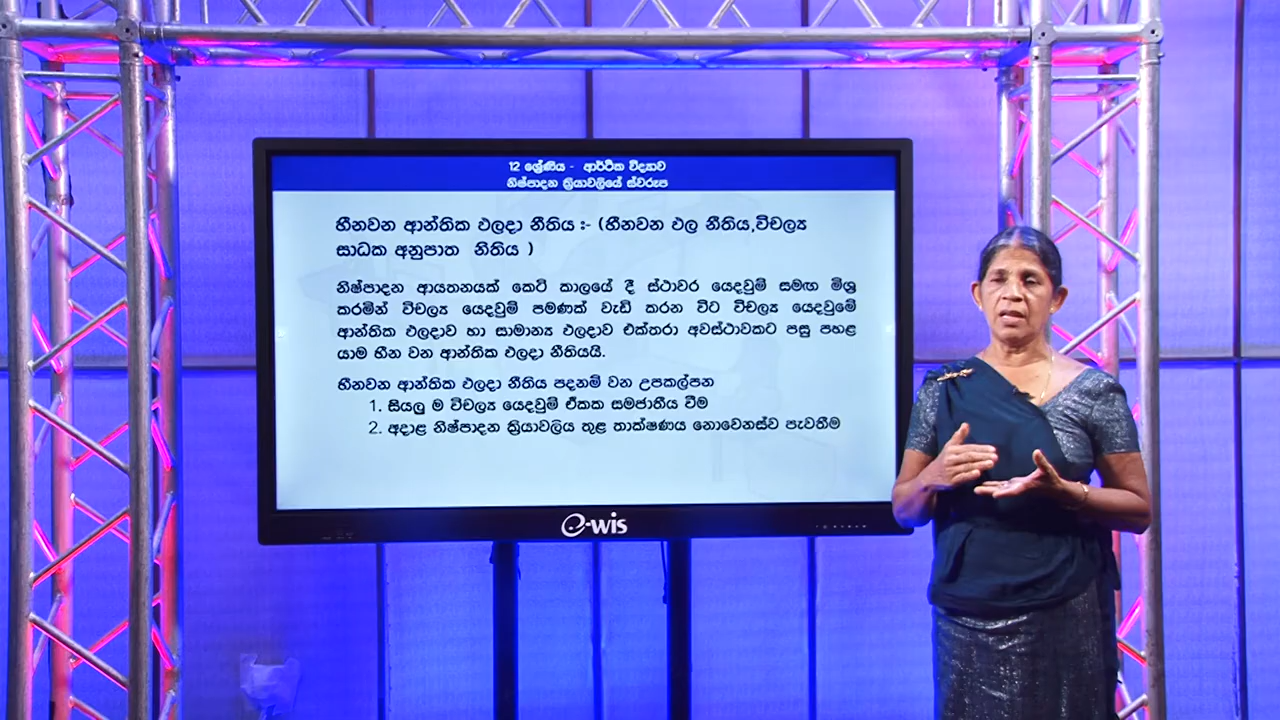 12 ශ්‍රේණිය - ආර්ථික විද්‍යාව
නිෂ්පාදන ක්‍රියාවලියේ ස්වරූප
හීනවන ආන්තික ඵලදා නීතිය :- (හීනවන ඵල නීතිය,විචල්‍ය
සාධක අනුපාත නිතිය )
නිෂ්පාදන ආයතනයක් කෙටි කාලයේ දී ස්ථාවර යෙදවුම් සමඟ මිශ්‍ර
කරමින් විචල්‍ය යෙදවුම් පමණක් වැඩි කරන විට විචල්‍ය යෙදවුමේ
ආන්තික ඵලදාව හා සාමාන්‍ය ඵලදාව එක්තරා අවස්ථාවකට පසු පහළ
යාම හීන වන ආන්තික ඵලදා නීතියයි.
හීනවන ආන්තික ඵලදා නීතිය පදනම් වන උපකල්පන
1. සියලු ම විචල්‍ය යෙදවුම් ඒකක සමජාතීය වීම
2. අදාළ නිෂ්පාදන ක්‍රියාවලිය තුළ තාක්ෂණය නොවෙනස්ව පැවතීම
e-wis